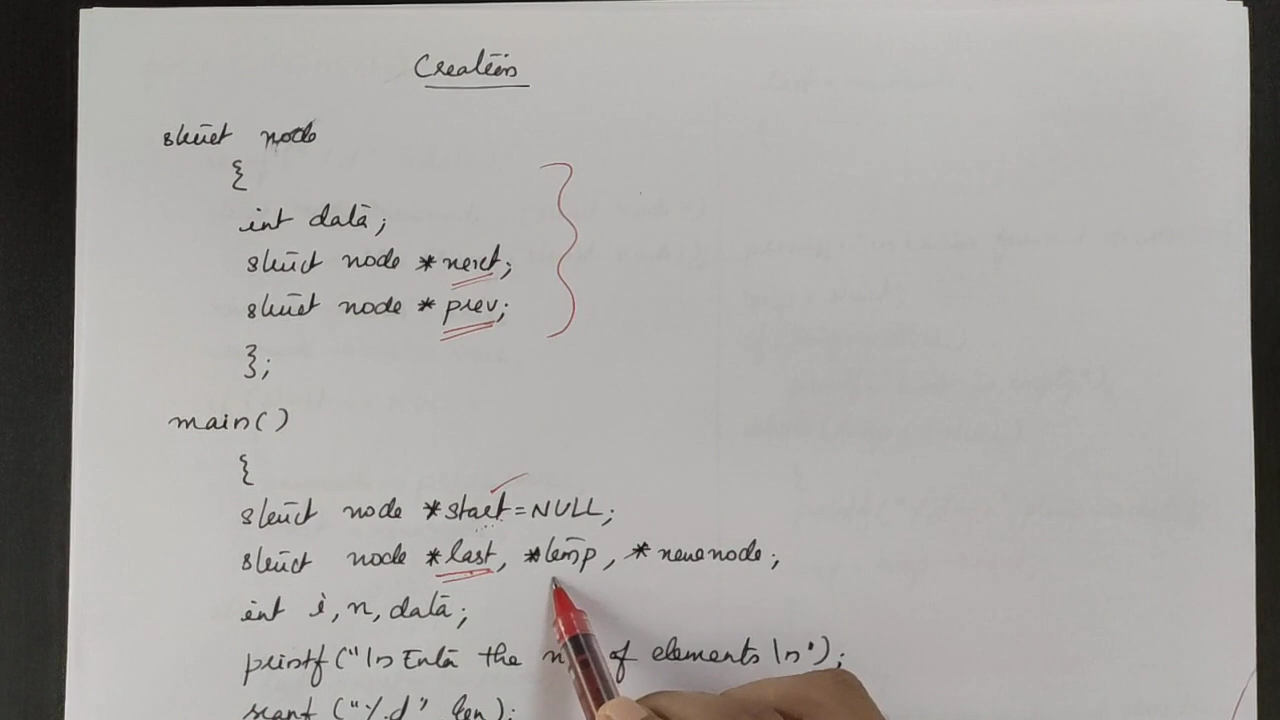 Creation
struct node
{
int data;
struct node *next;
struct node *prev;
};
main()
{
struct node *start=NULL;
struct node *last, *temp, *newnode;
int i, n, data;
printf("\n Enter the of elements \n");
scanf ("%d" &n);